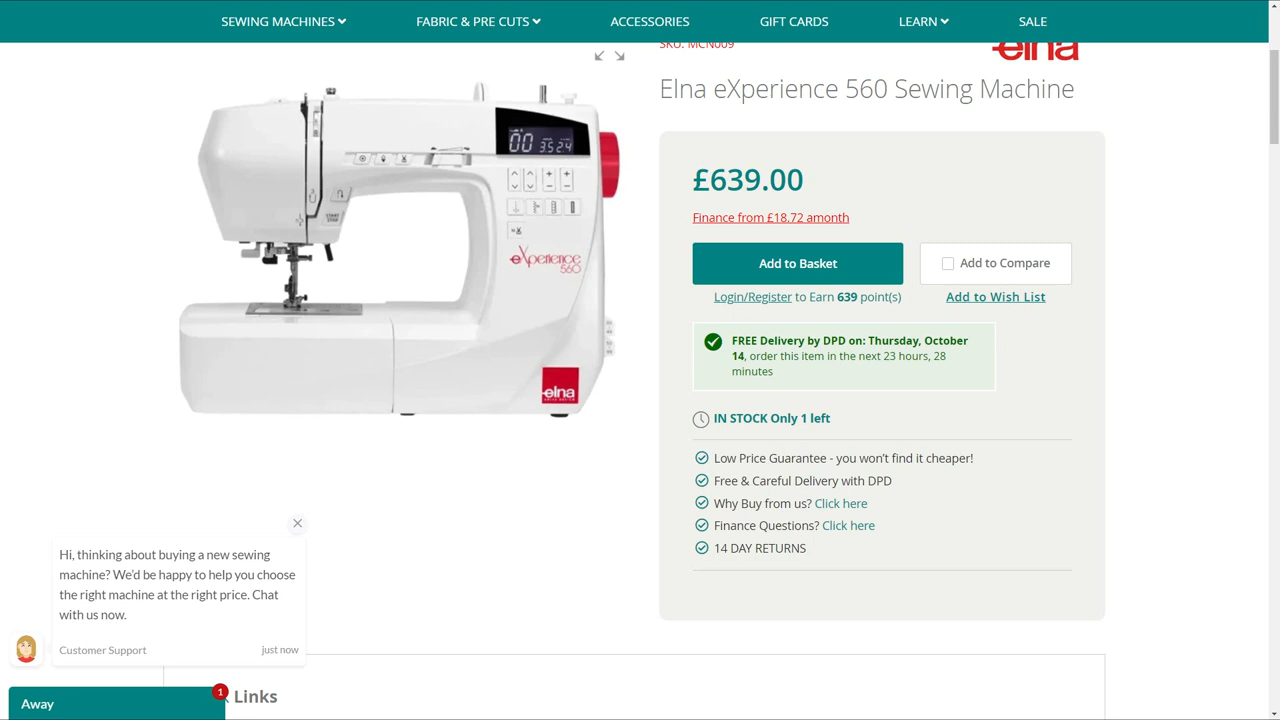 SEWING MACHINES
FABRIC & PRE CUTS
ACCESSORIES
GIFT CARDS
LEARN
SALE
SKU: MCN009
elna
Elna eXperience 560 Sewing Machine
00 3.5 2.4
START
STOP
eXperience
560
elna
£639.00
Finance from £18.72 amonth
Add to Basket
Add to Compare
Login/Register to Earn 639 point(s)
Add to Wish List
FREE Delivery by DPD on: Thursday, October
14, order this item in the next 23 hours, 28
minutes
IN STOCK Only 1 left
Low Price Guarantee - you won't find it cheaper!
Free & Careful Delivery with DPD
Why Buy from us? Click here
Finance Questions? Click here
14 DAY RETURNS
Hi, thinking about buying a new sewing
machine? We'd be happy to help you choose
the right machine at the right price. Chat
with us now.
Customer Support
just now
Away
1
Links